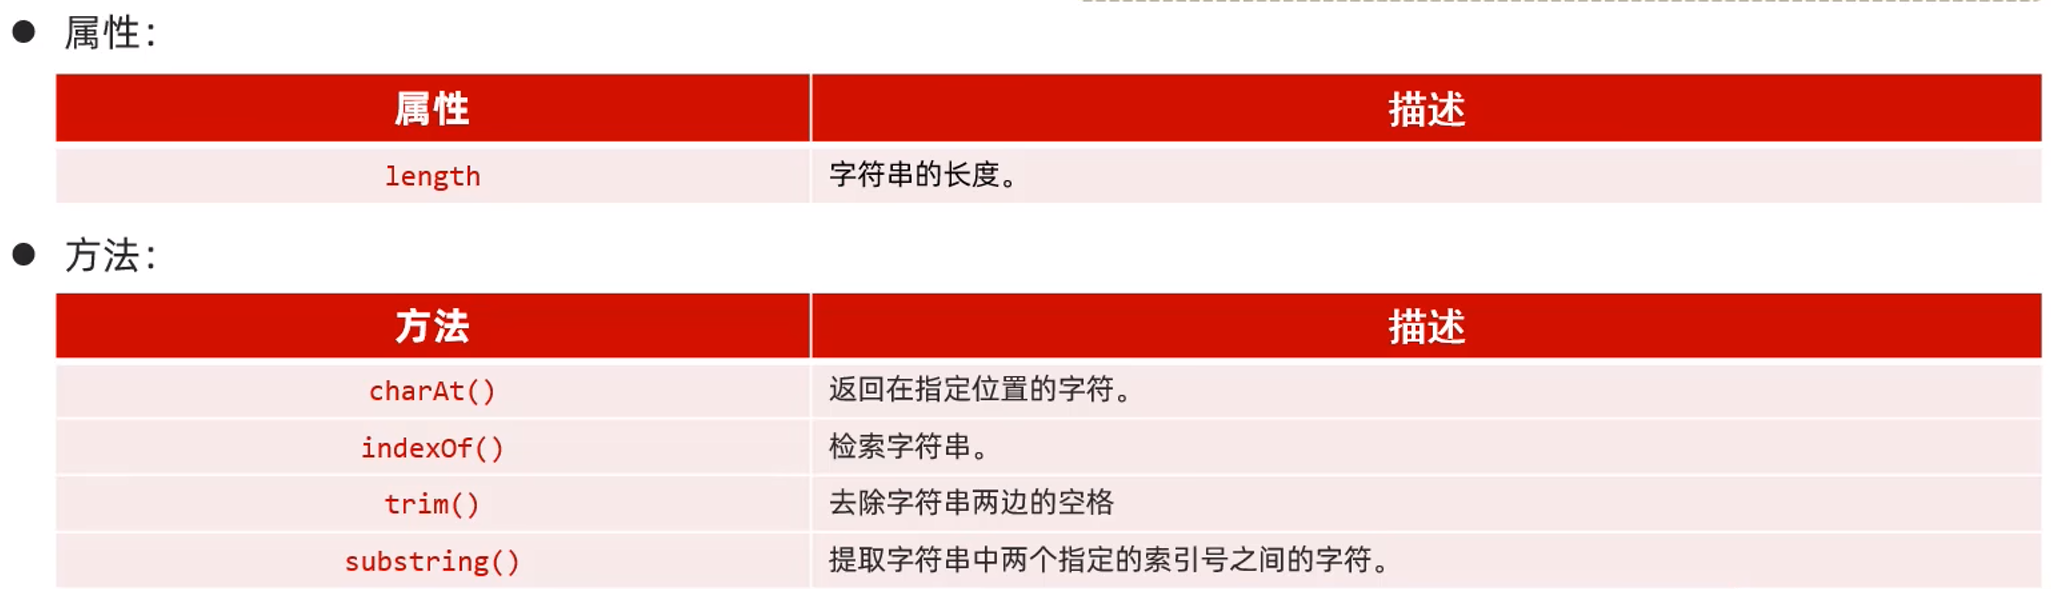 ● 属性：
属性 描述
length 字符串的长度。
● 方法：
方法 描述
charAt() 返回在指定位置的字符。
indexOf() 检索字符串。
trim() 去除字符串两边的空格
substring() 提取字符串中两个指定的索引号之间的字符。